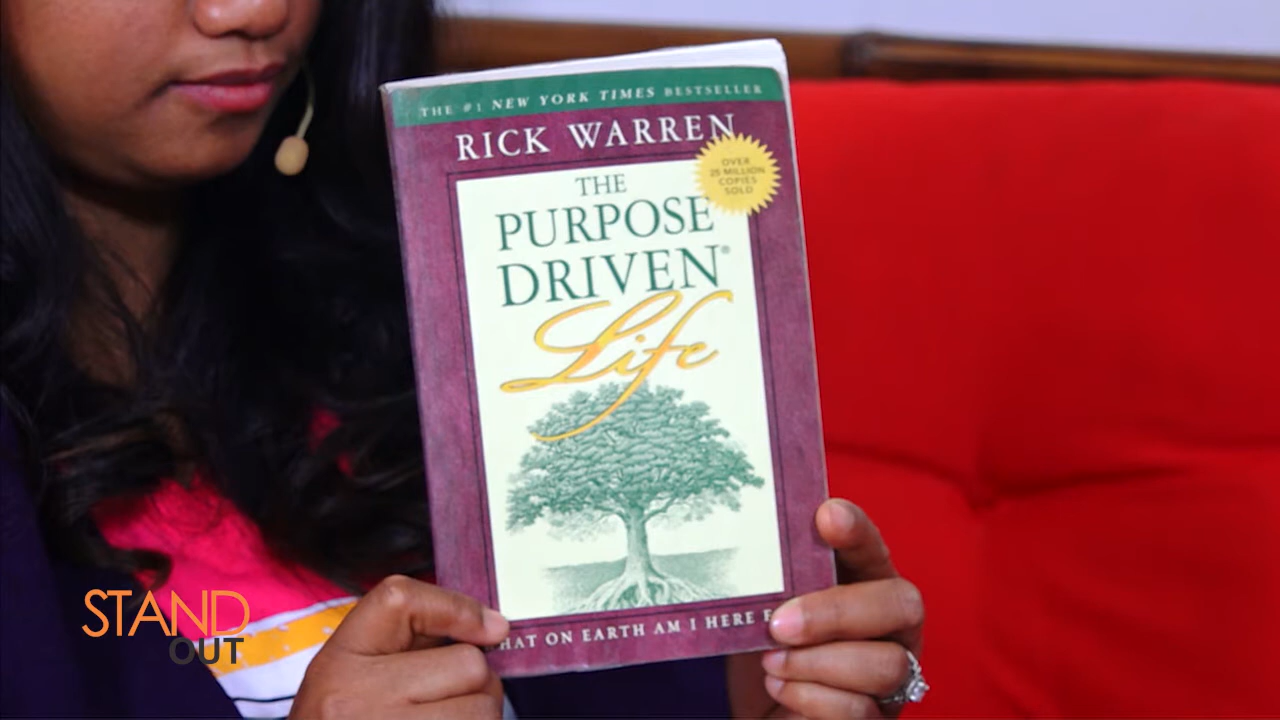 THE #1 NEW YORK TIMES BESTSELLER
RICK WARREN
OVER
25 MILLION
COPIES
SOLD
THE
PURPOSE
DRIVEN®
Life
HAT ON EARTH AM I HERE F
STAND
OUT